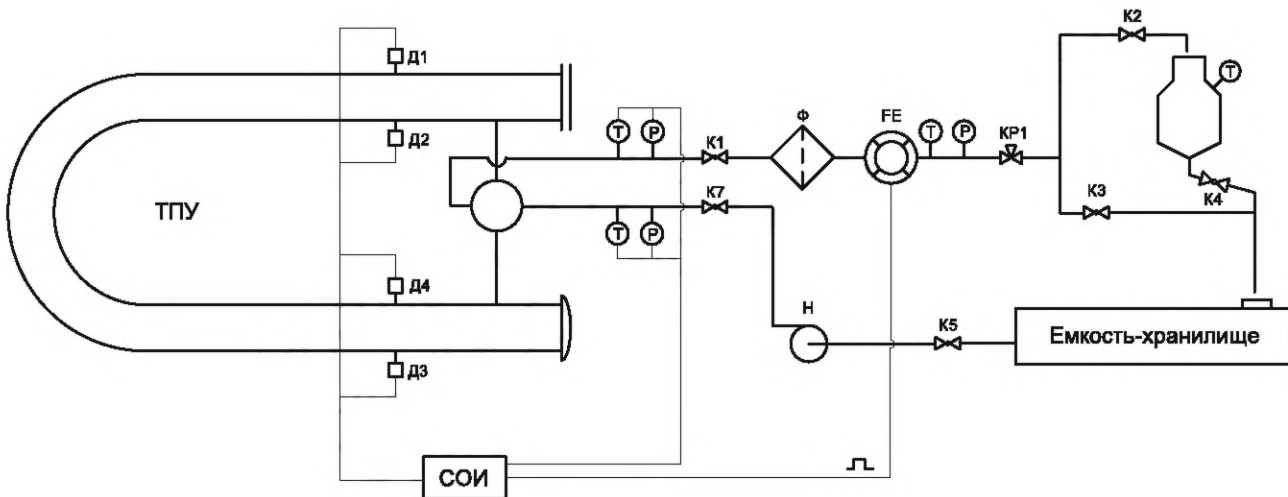 К2
Д1
Т
Ф
FE
Т
Р
Т
Р
КР1
Д2
К1
К3
К4
ТПУ
К7
Т
Р
Д4
Н
К5
Емкость-хранилище
Д3
СОИ